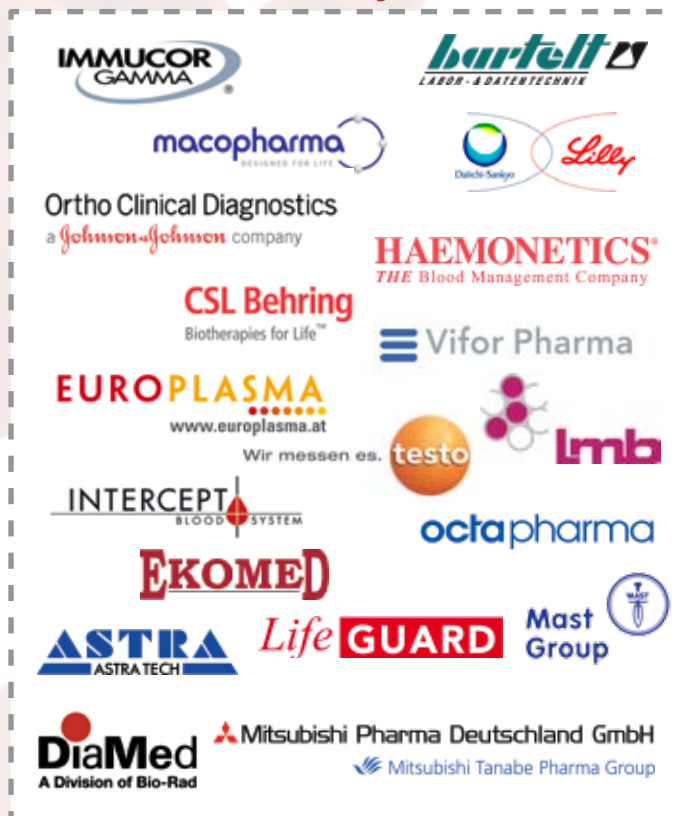 IMMUCOR
GAMMA
®
bartelt
LABOR- & DATENTECHNIK
macopharma
DESIGNED FOR LIFE
Daiichi-Sankyo
Lilly
Ortho Clinical Diagnostics
a Johnson&Johnson company
HAEMONETICS®
THE Blood Management Company
CSL Behring
Biotherapies for Life™
Vifor Pharma
EUROPLASMA
www.europlasma.at
Wir messen es. testo
lmb
INTERCEPT
BLOOD SYSTEM
octapharma
EKOMED
MAST
Mast
Group
ASTRA
ASTRA TECH
Life GUARD
DiaMed
A Division of Bio-Rad
Mitsubishi Pharma Deutschland GmbH
Mitsubishi Tanabe Pharma Group